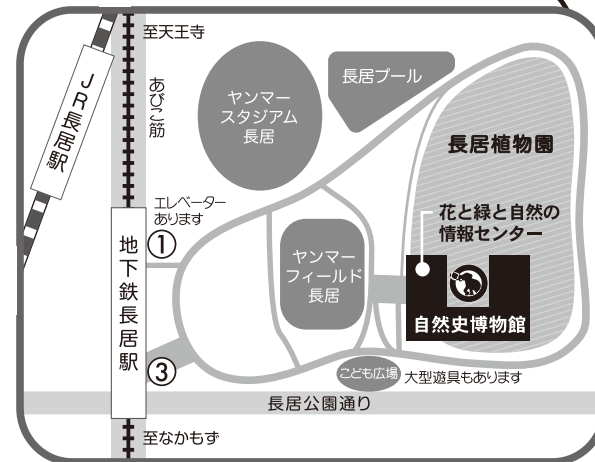 至天王寺
JR長居駅
あびこ筋
ヤンマー
スタジアム
長居
長居プール
長居植物園
エレベーター
あります
①
地下鉄長居駅
ヤンマー
フィールド
長居
花と緑と自然の
情報センター
自然史博物館
③
こども広場
大型遊具もあります
長居公園通り
至なかもず